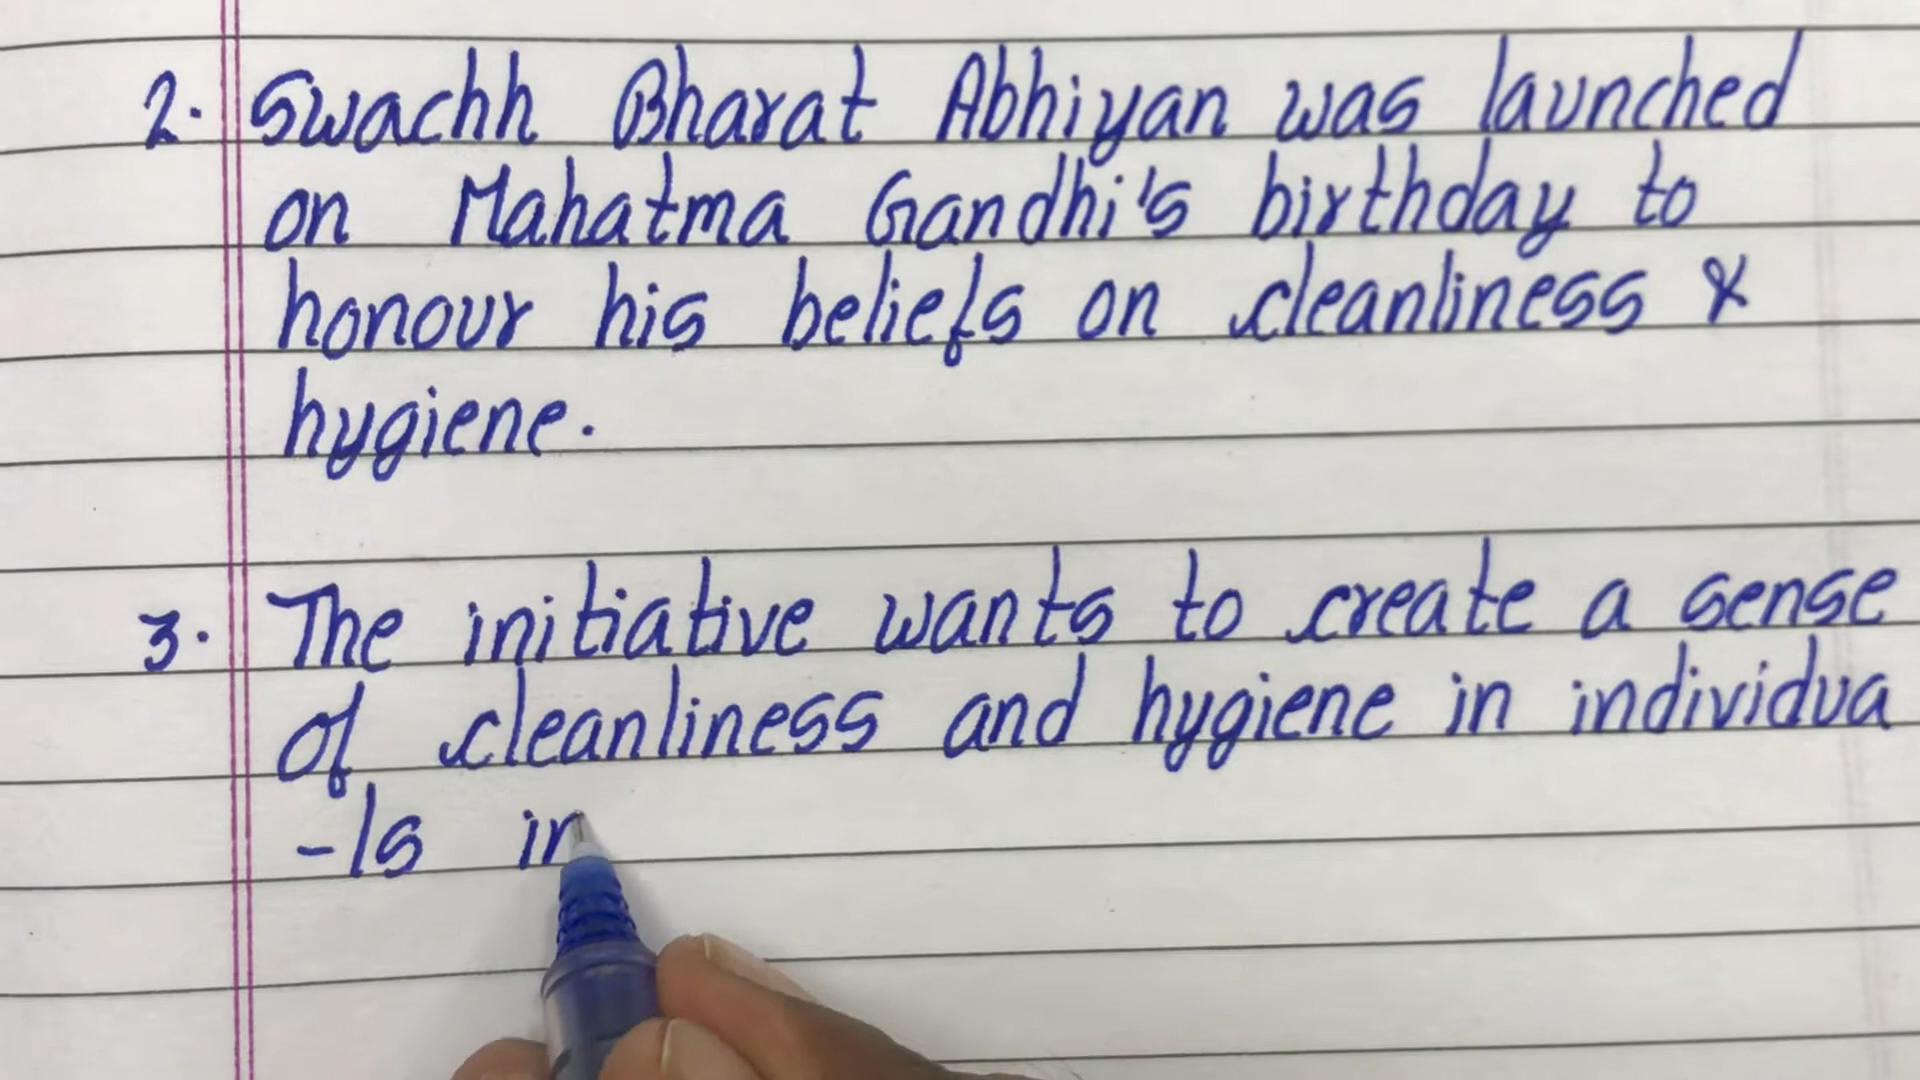 2. Swachh Bharat Abhiyan was launched
on Mahatma Gandhi's birthday to
honour his beliefs on cleanliness &
hygiene.
3. The initiative wants to create a sense
of cleanliness and hygiene in individua
-ls in